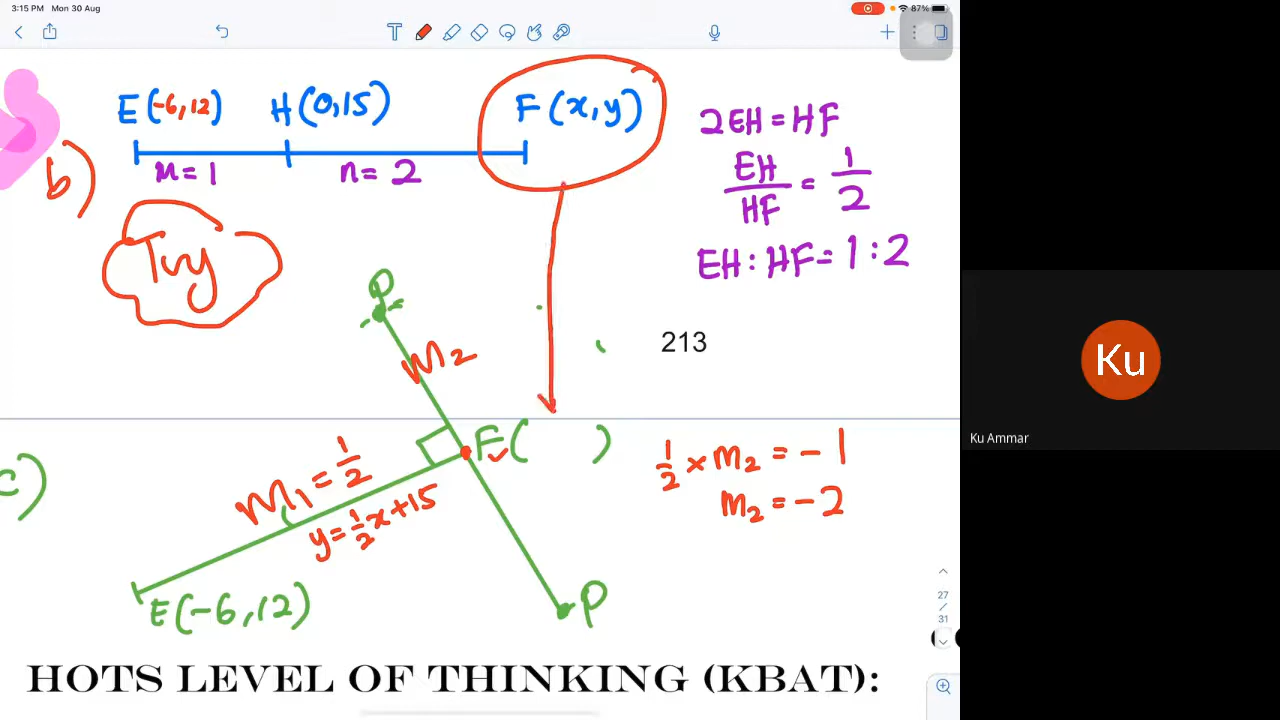 3:15 PM Mon 30 Aug
87%
T
E(-6,12) H(0,15) F(x,y)
m=1 n=2
b)
Try
2EH=HF
EH/HF = 1/2
EH:HF=1:2
P
M₂
213
c)
F( )
M₁=1/2
y=1/2x+15
1/2×m₂=-1
m₂=-2
E(-6,12)
P
27
/
31
HOTS LEVEL OF THINKING (KBAT):
Ku
Ku Ammar